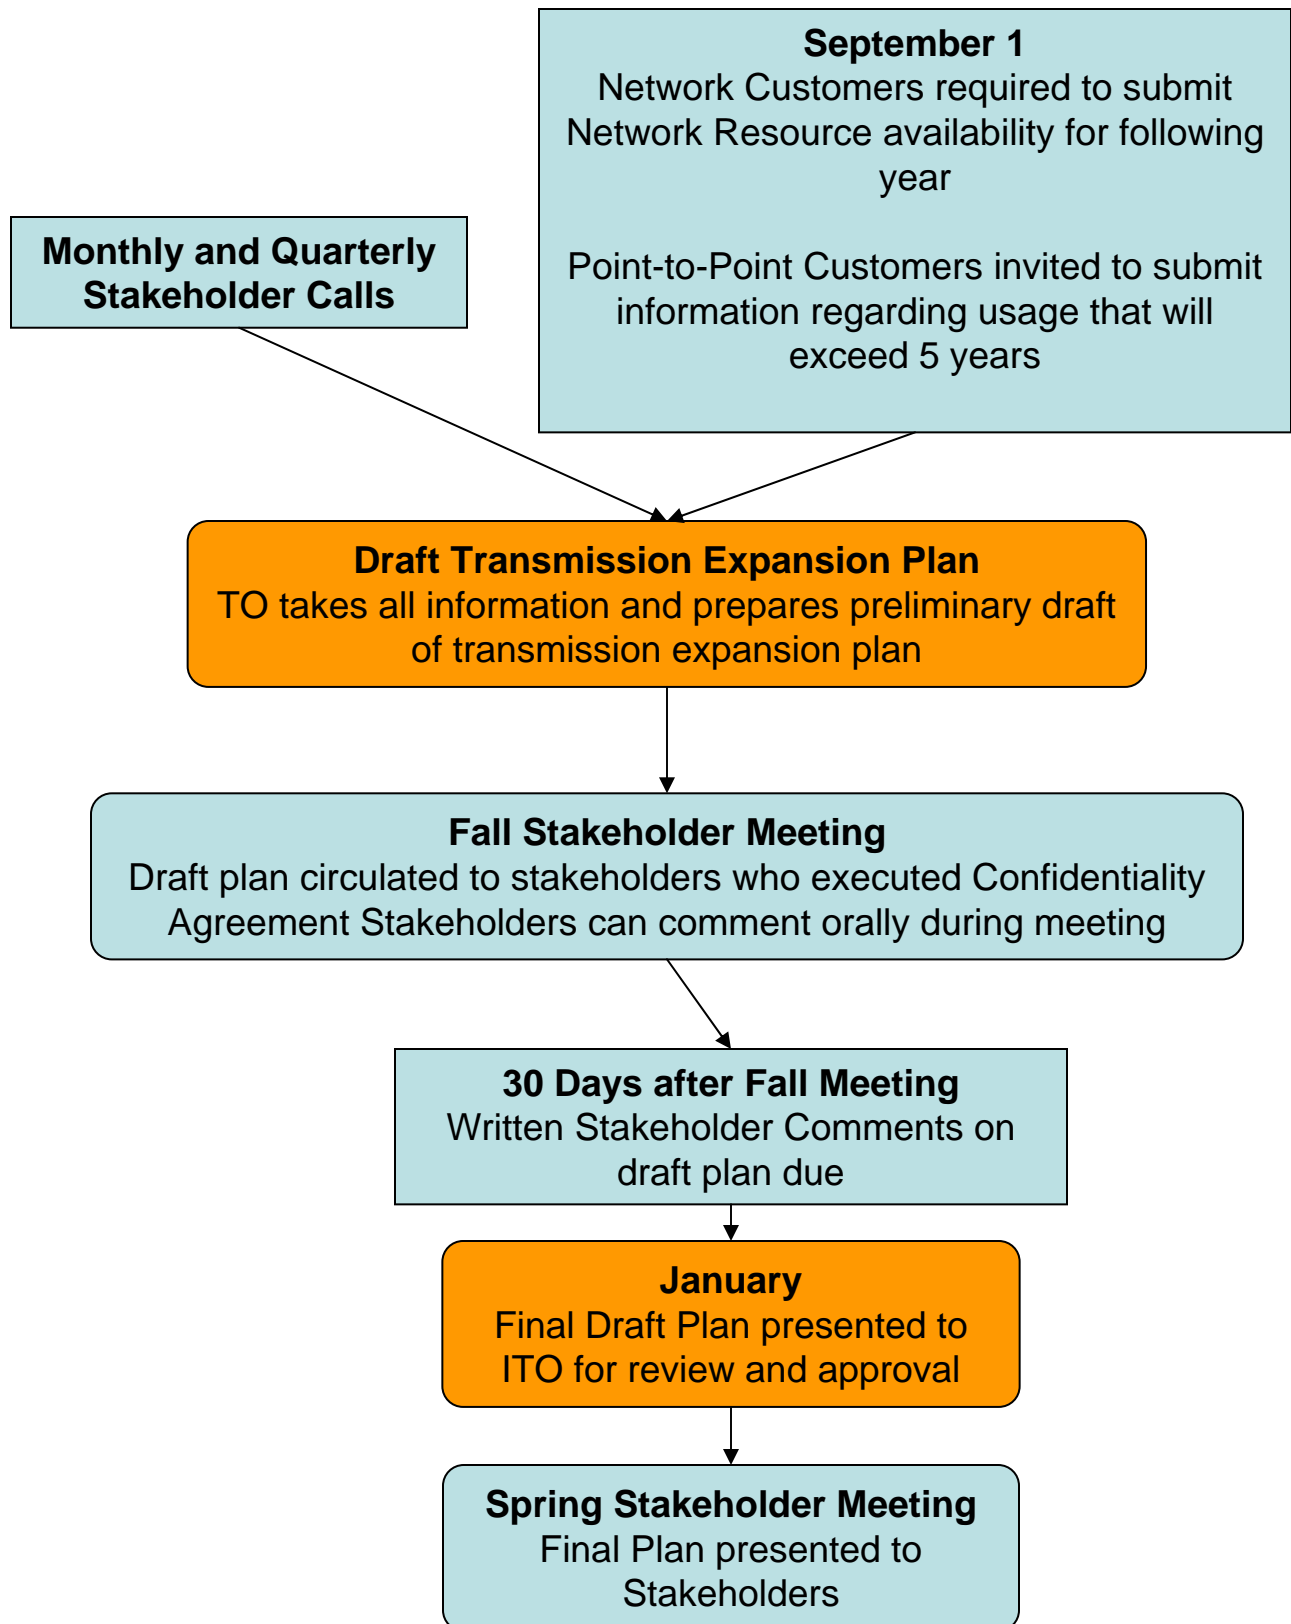 September 1
Network Customers required to submit
Network Resource availability for following
year
Point-to-Point Customers invited to submit
information regarding usage that will
exceed 5 years
Monthly and Quarterly
Stakeholder Calls
Draft Transmission Expansion Plan
TO takes all information and prepares preliminary draft
of transmission expansion plan
Fall Stakeholder Meeting
Draft plan circulated to stakeholders who executed Confidentiality
Agreement Stakeholders can comment orally during meeting
30 Days after Fall Meeting
Written Stakeholder Comments on
draft plan due
January
Final Draft Plan presented to
ITO for review and approval
Spring Stakeholder Meeting
Final Plan presented to
Stakeholders